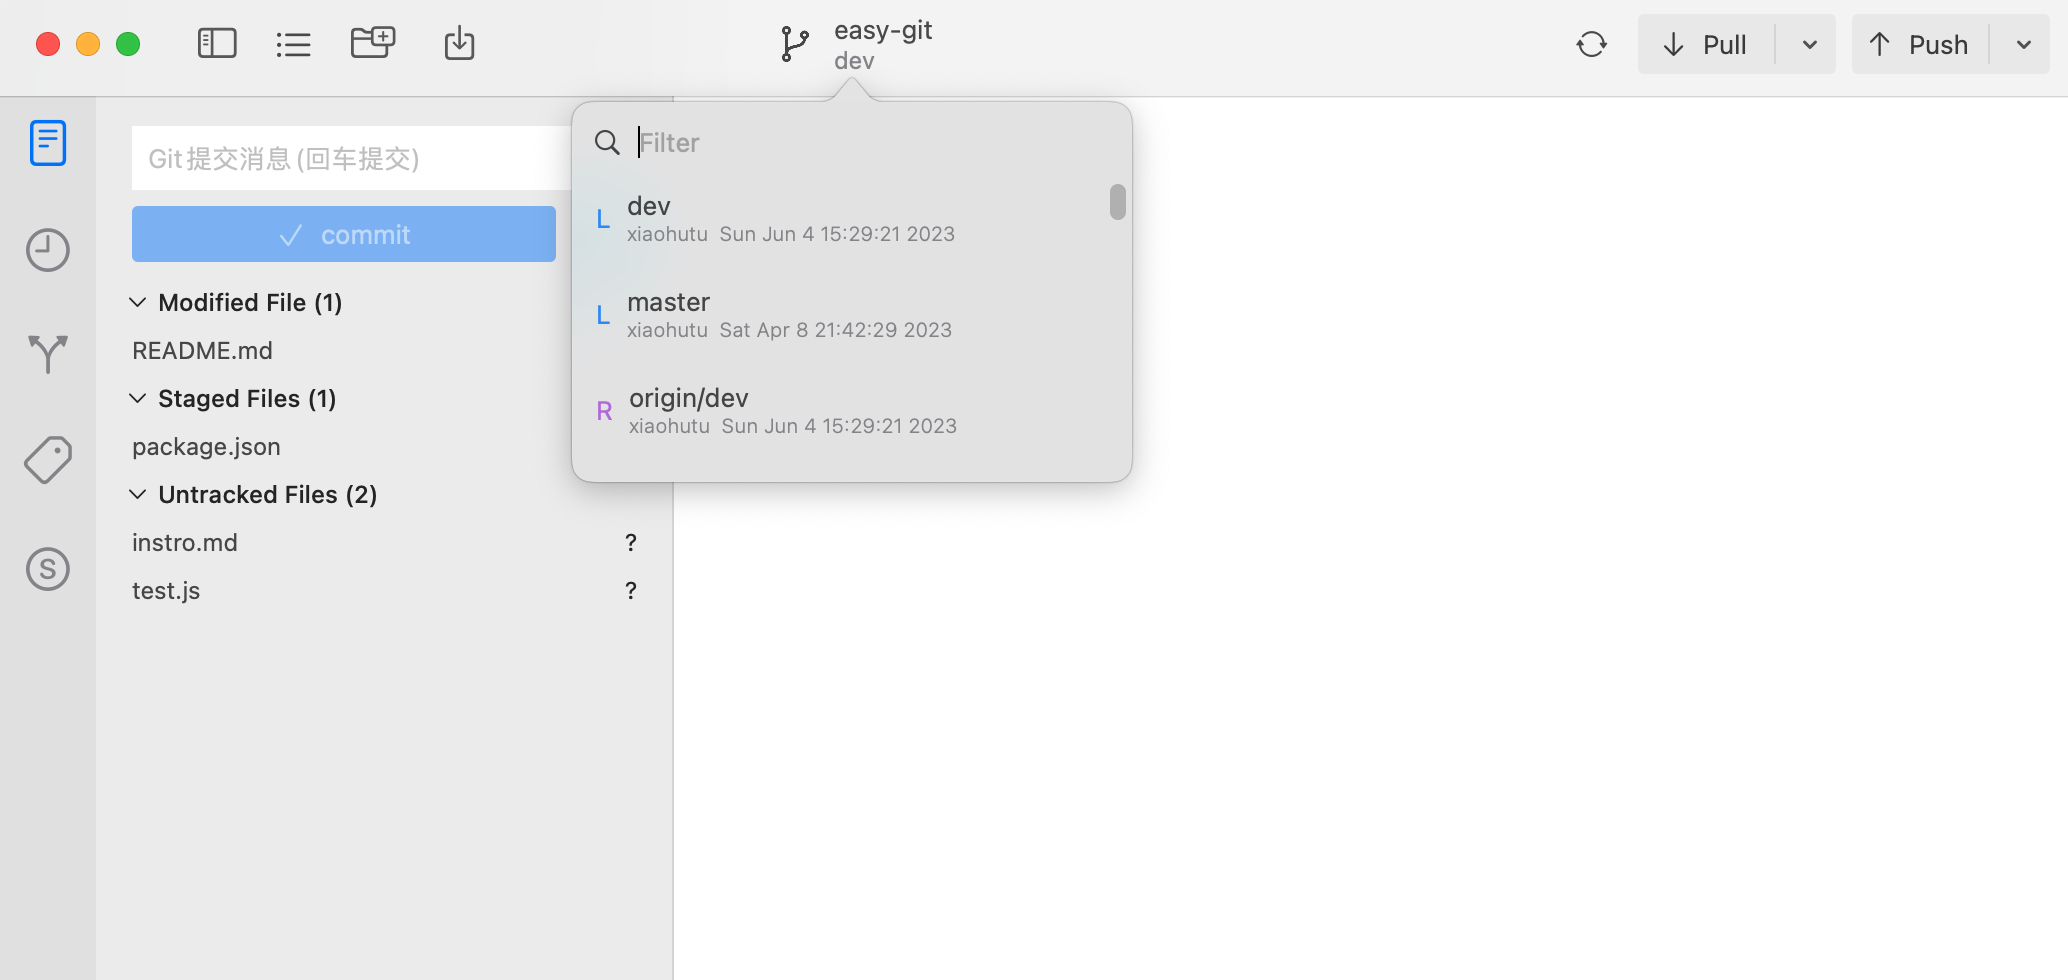 easy-git
dev
Pull
Push
Git提交消息(回车提交)
commit
Modified File (1)
README.md
Staged Files (1)
package.json
Untracked Files (2)
instro.md ?
test.js ?
S
Filter
L dev
xiaohutu Sun Jun 4 15:29:21 2023
L master
xiaohutu Sat Apr 8 21:42:29 2023
R origin/dev
xiaohutu Sun Jun 4 15:29:21 2023